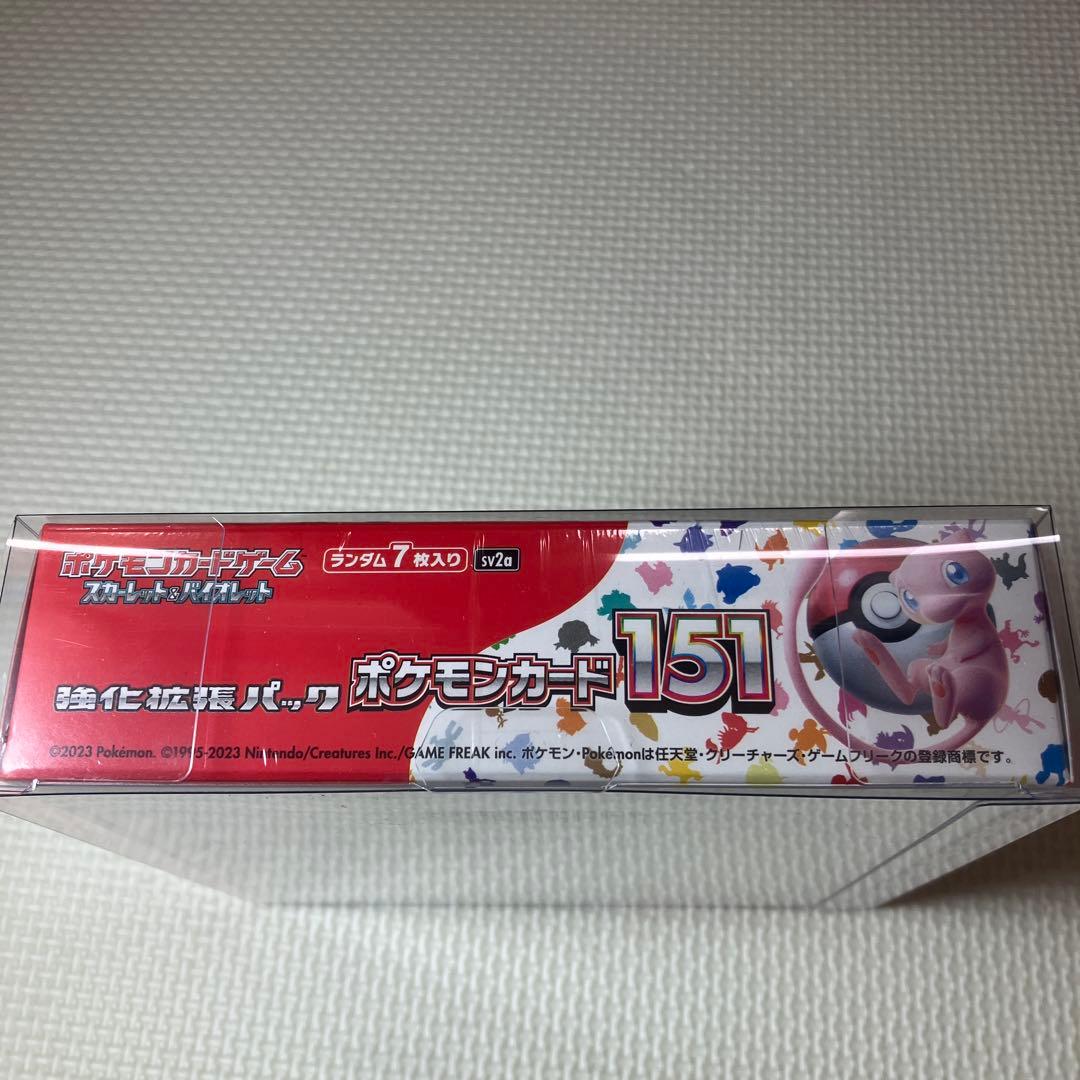 ポケモンカードゲーム
スカーレット&バイオレット
ランダム7枚入り sv2a
強化拡張パック ポケモンカード151
©2023 Pokémon. ©1995-2023 Nintendo/Creatures Inc./GAME FREAK inc. ポケモン・Pokémonは任天堂・クリーチャーズ・ゲームフリークの登録商標です。